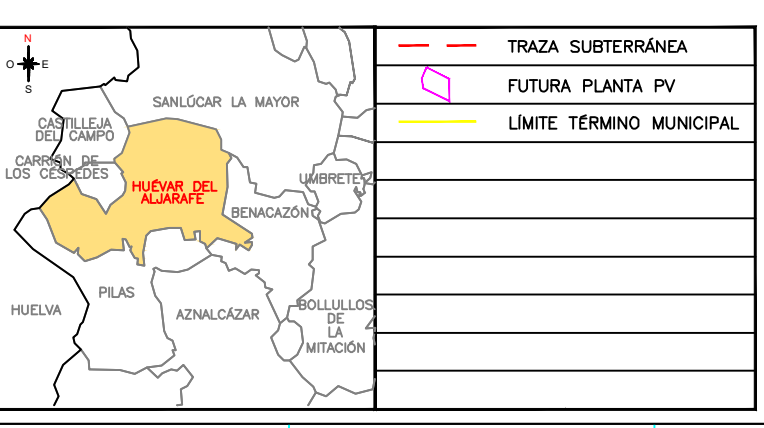 N
O E
S
SANLÚCAR LA MAYOR
CASTILLEJA
DEL CAMPO
CARRIÓN DE
LOS CÉSPEDES
HUÉVAR DEL
ALJARAFE
UMBRETE
BENACAZÓN
PILAS
HUELVA
AZNALCÁZAR
BOLLULLOS
DE
LA
MITACIÓN
TRAZA SUBTERRÁNEA
FUTURA PLANTA PV
LÍMITE TÉRMINO MUNICIPAL